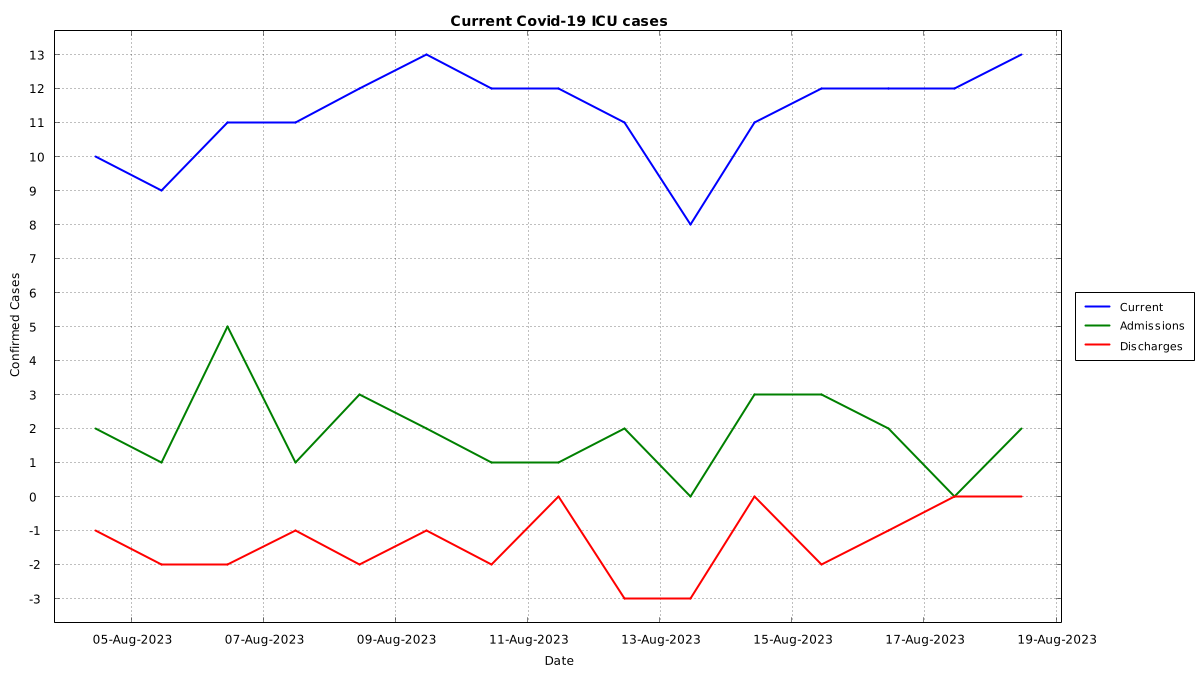 Current Covid-19 ICU cases
13
12
11
10
9
8
7
6
5
4
3
2
1
0
-1
-2
-3
Confirmed Cases
05-Aug-2023 07-Aug-2023 09-Aug-2023 11-Aug-2023 13-Aug-2023 15-Aug-2023 17-Aug-2023 19-Aug-2023
Date
Current
Admissions
Discharges